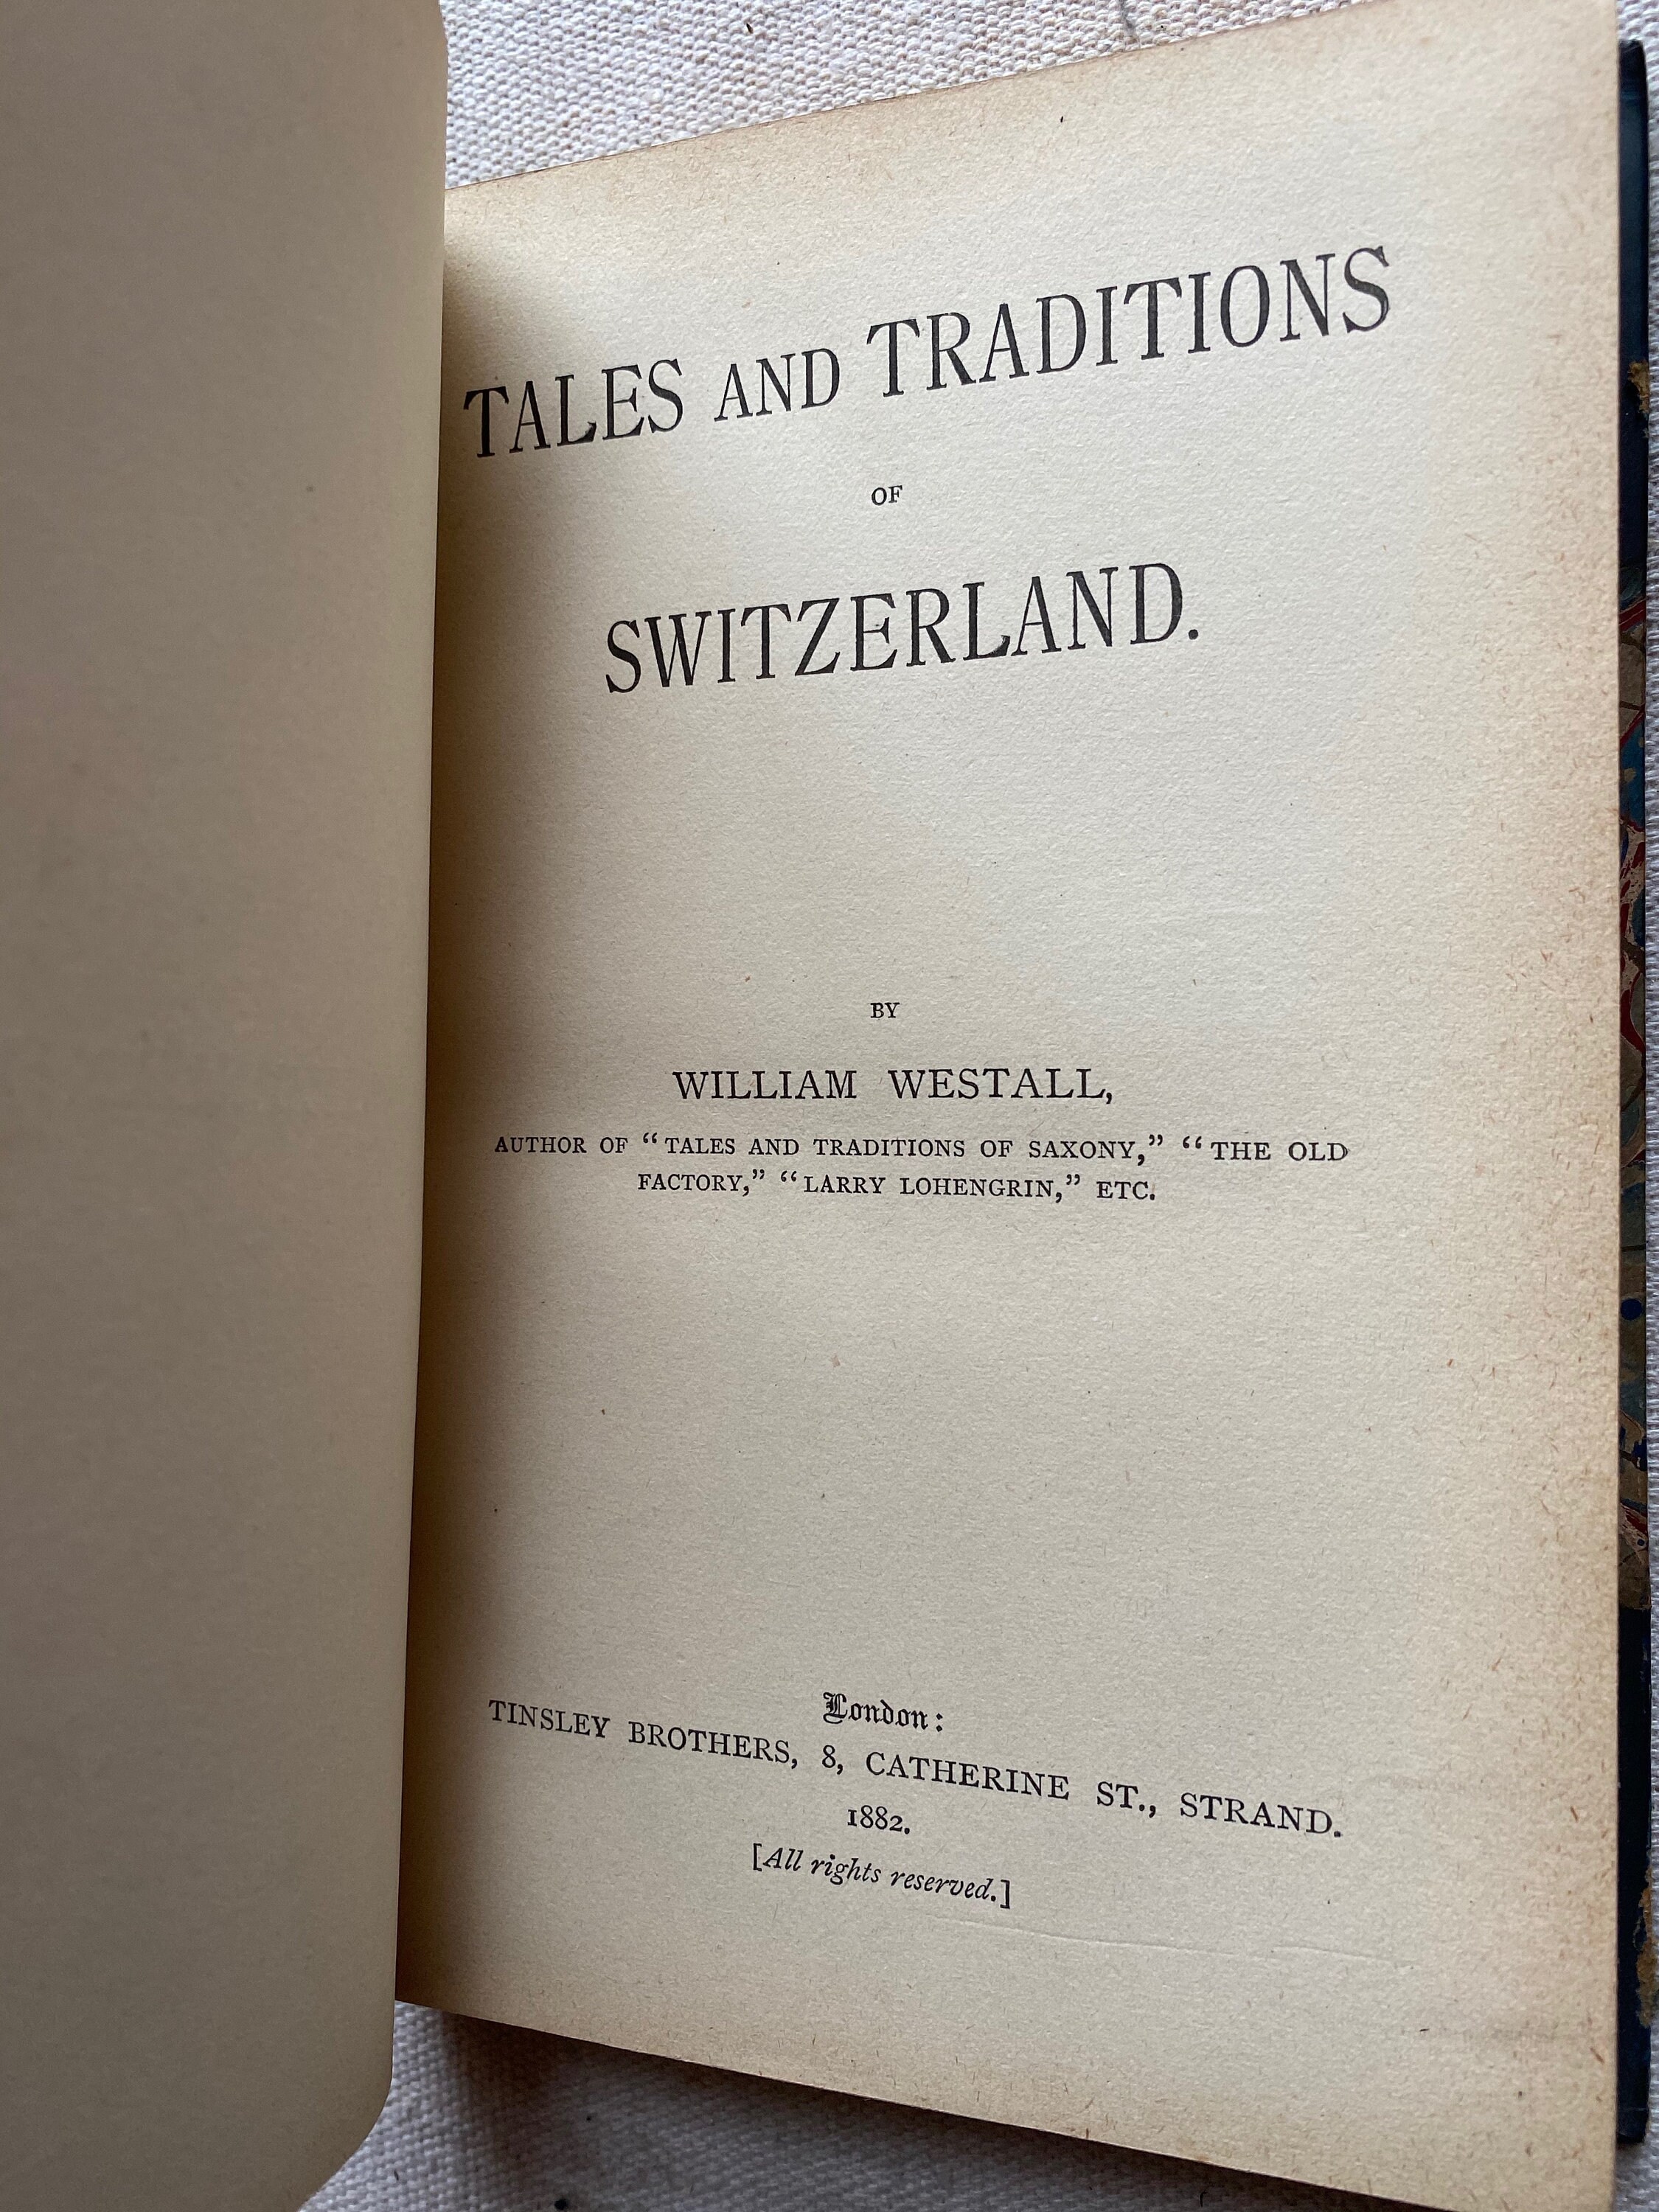 TALES AND TRADITIONS
OF
SWITZERLAND.
BY
WILLIAM WESTALL,
AUTHOR OF “TALES AND TRADITIONS OF SAXONY,” “THE OLD
FACTORY,” “LARRY LOHENGRIN,” ETC.
London:
TINSLEY BROTHERS, 8, CATHERINE ST., STRAND.
1882.
[All rights reserved.]